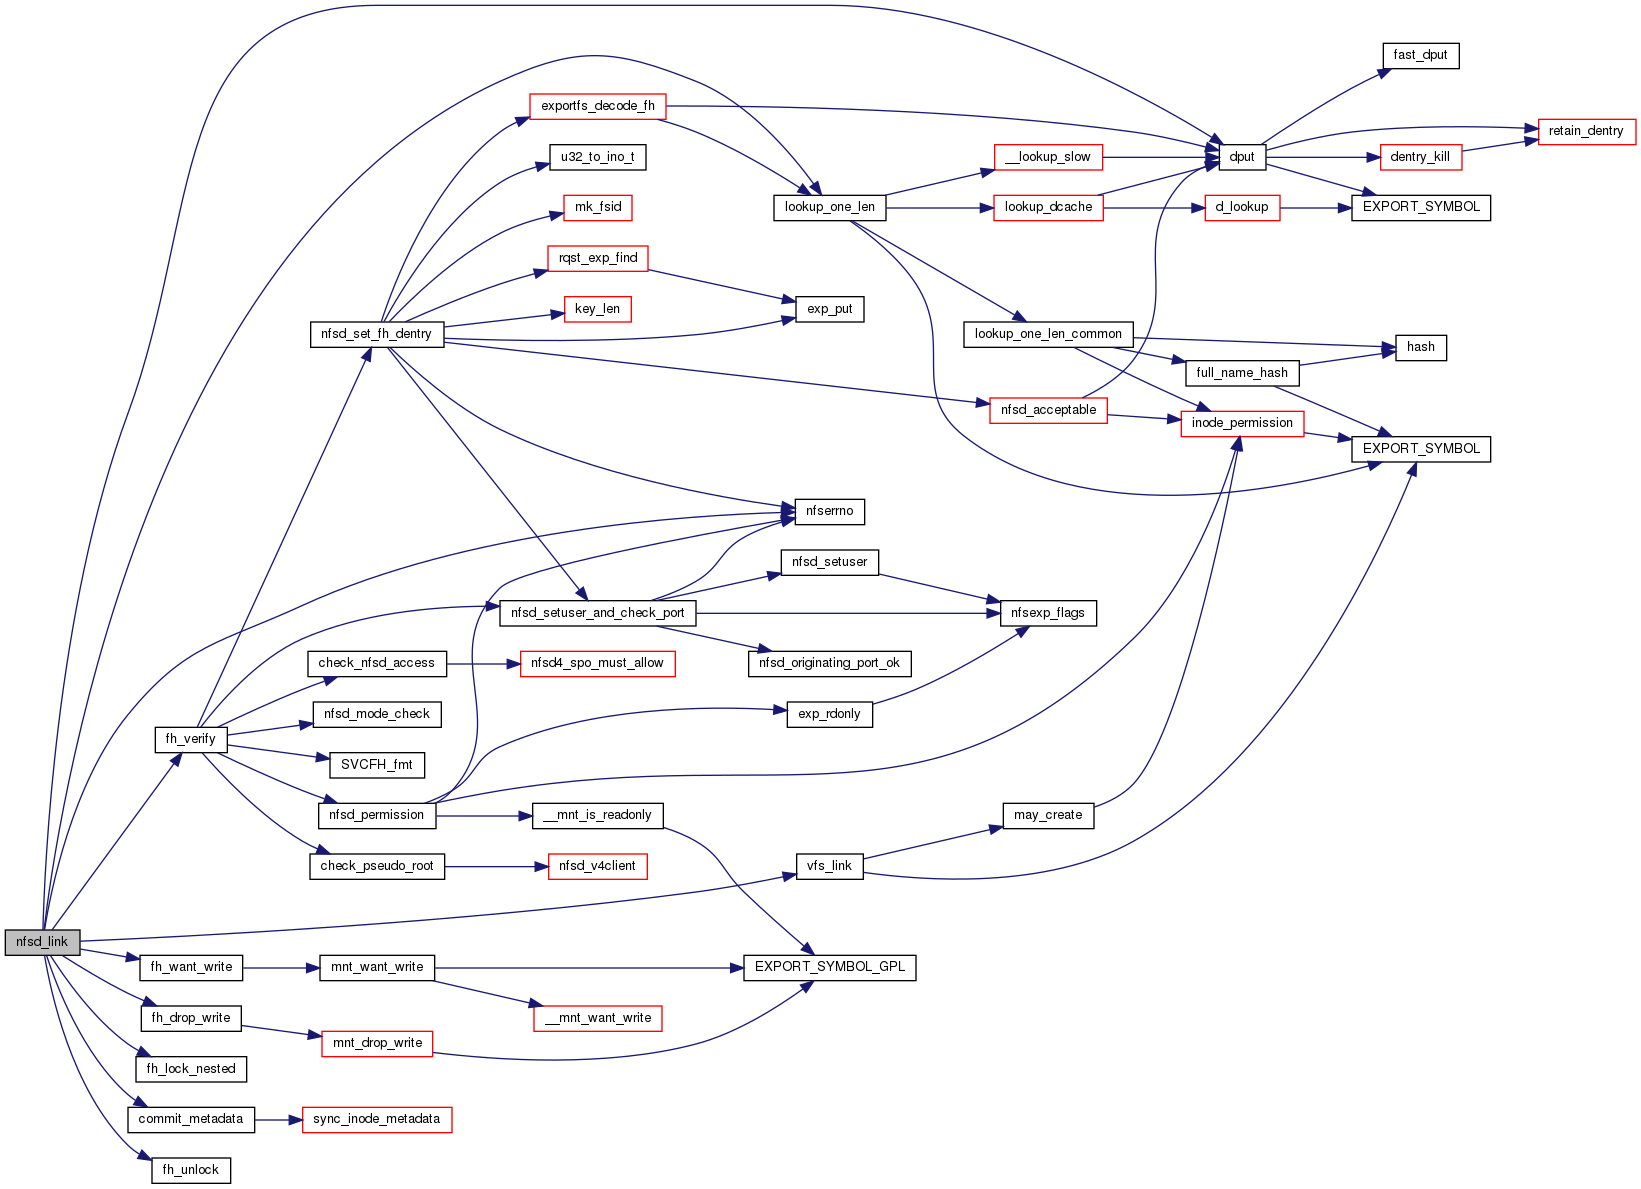 fast_dput
exportfs_decode_fh
retain_dentry
u32_to_ino_t
__lookup_slow
dput
dentry_kill
mk_fsid
lookup_one_len
lookup_dcache
d_lookup
EXPORT_SYMBOL
rqst_exp_find
key_len
exp_put
nfsd_set_fh_dentry
lookup_one_len_common
hash
full_name_hash
nfsd_acceptable
inode_permission
EXPORT_SYMBOL
nfserrno
nfsd_setuser
nfsd_setuser_and_check_port
nfsexp_flags
check_nfsd_access
nfsd4_spo_must_allow
nfsd_originating_port_ok
nfsd_mode_check
exp_rdonly
fh_verify
SVCFH_fmt
nfsd_permission
__mnt_is_readonly
may_create
check_pseudo_root
nfsd_v4client
vfs_link
nfsd_link
fh_want_write
mnt_want_write
EXPORT_SYMBOL_GPL
fh_drop_write
__mnt_want_write
mnt_drop_write
fh_lock_nested
commit_metadata
sync_inode_metadata
fh_unlock